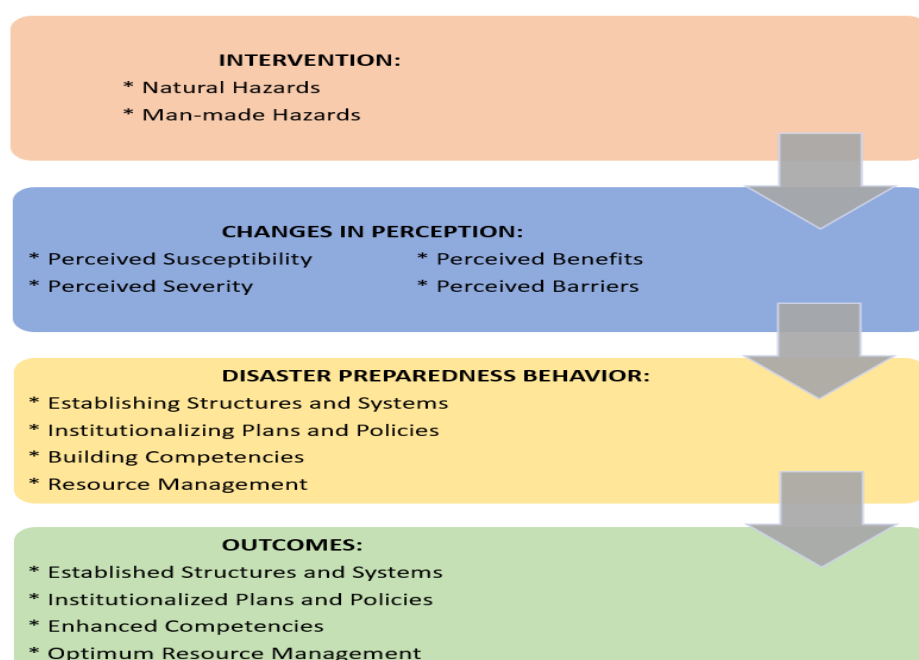 INTERVENTION:
* Natural Hazards
* Man-made Hazards
CHANGES IN PERCEPTION:
* Perceived Susceptibility * Perceived Benefits
* Perceived Severity * Perceived Barriers
DISASTER PREPAREDNESS BEHAVIOR:
* Establishing Structures and Systems
* Institutionalizing Plans and Policies
* Building Competencies
* Resource Management
OUTCOMES:
* Established Structures and Systems
* Institutionalized Plans and Policies
* Enhanced Competencies
* Optimum Resource Management